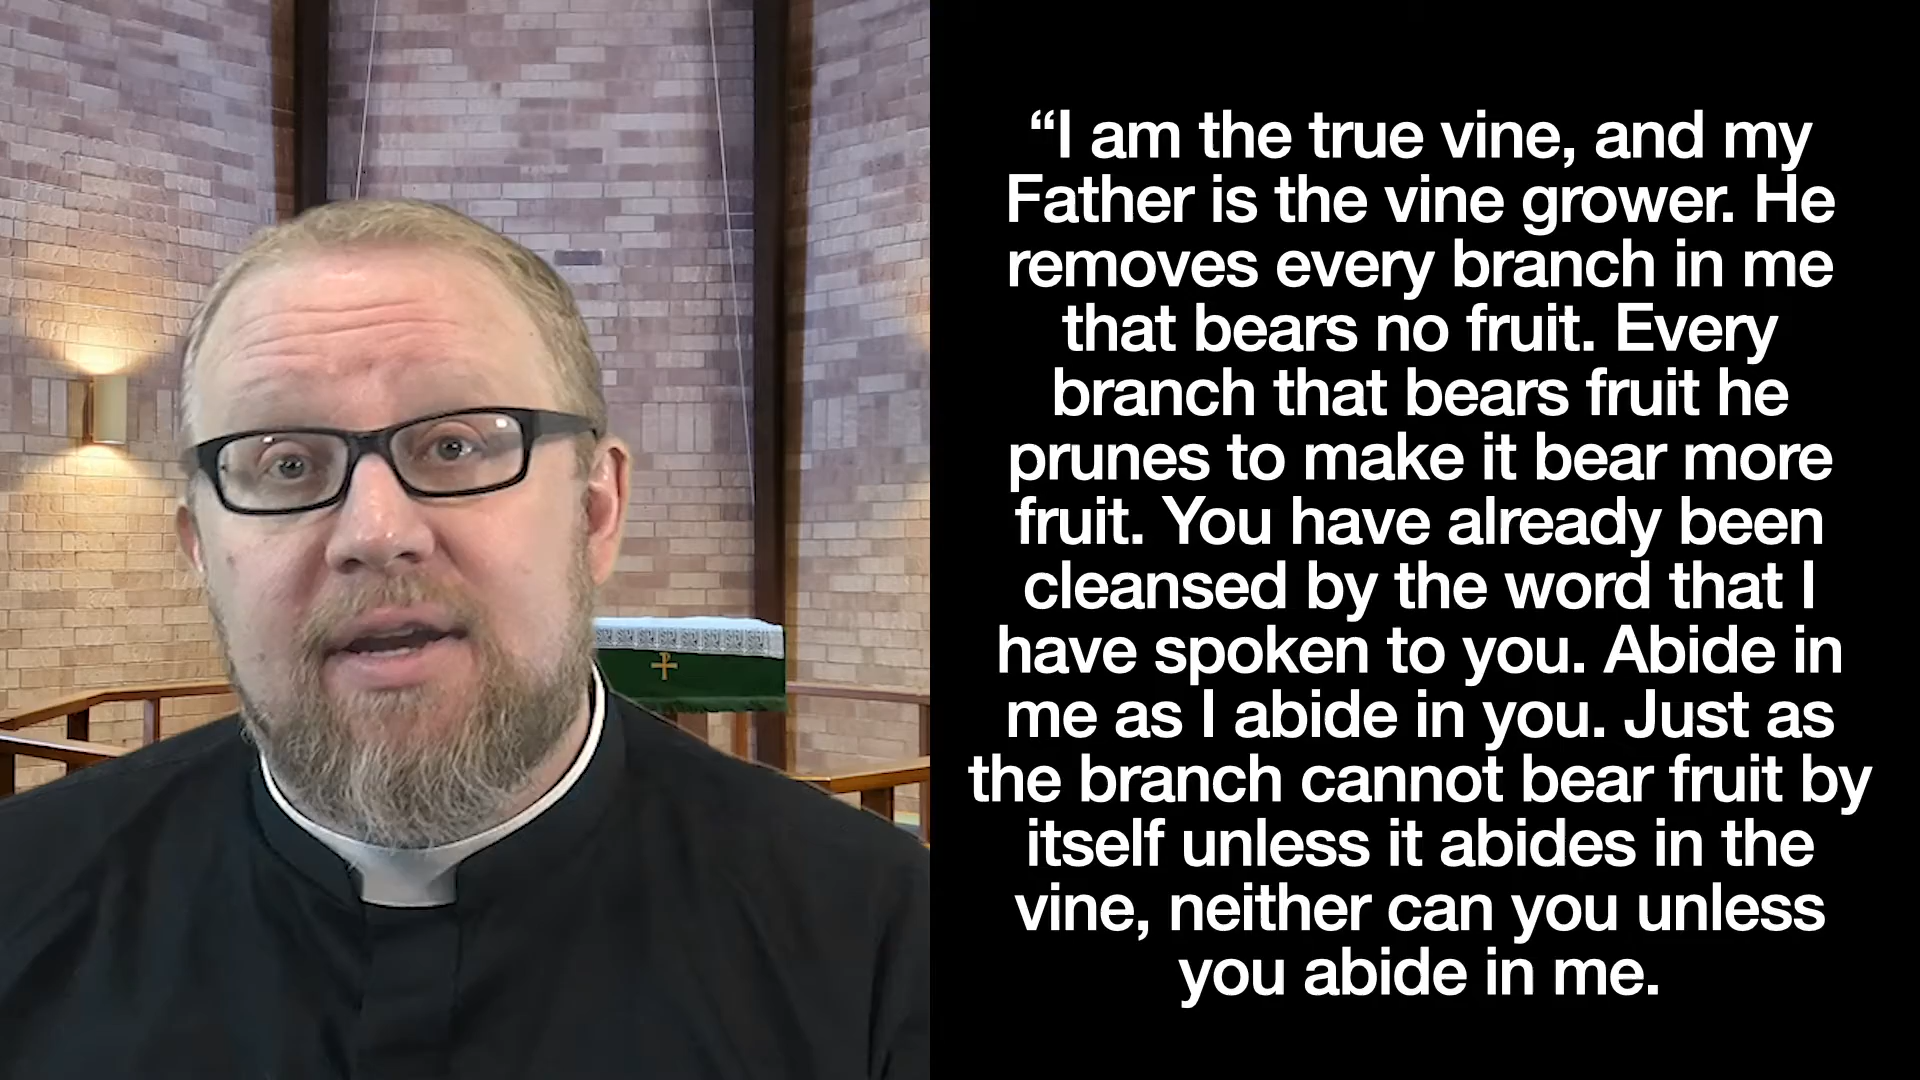 “I am the true vine, and my
Father is the vine grower. He
removes every branch in me
that bears no fruit. Every
branch that bears fruit he
prunes to make it bear more
fruit. You have already been
cleansed by the word that I
have spoken to you. Abide in
me as I abide in you. Just as
the branch cannot bear fruit by
itself unless it abides in the
vine, neither can you unless
you abide in me.